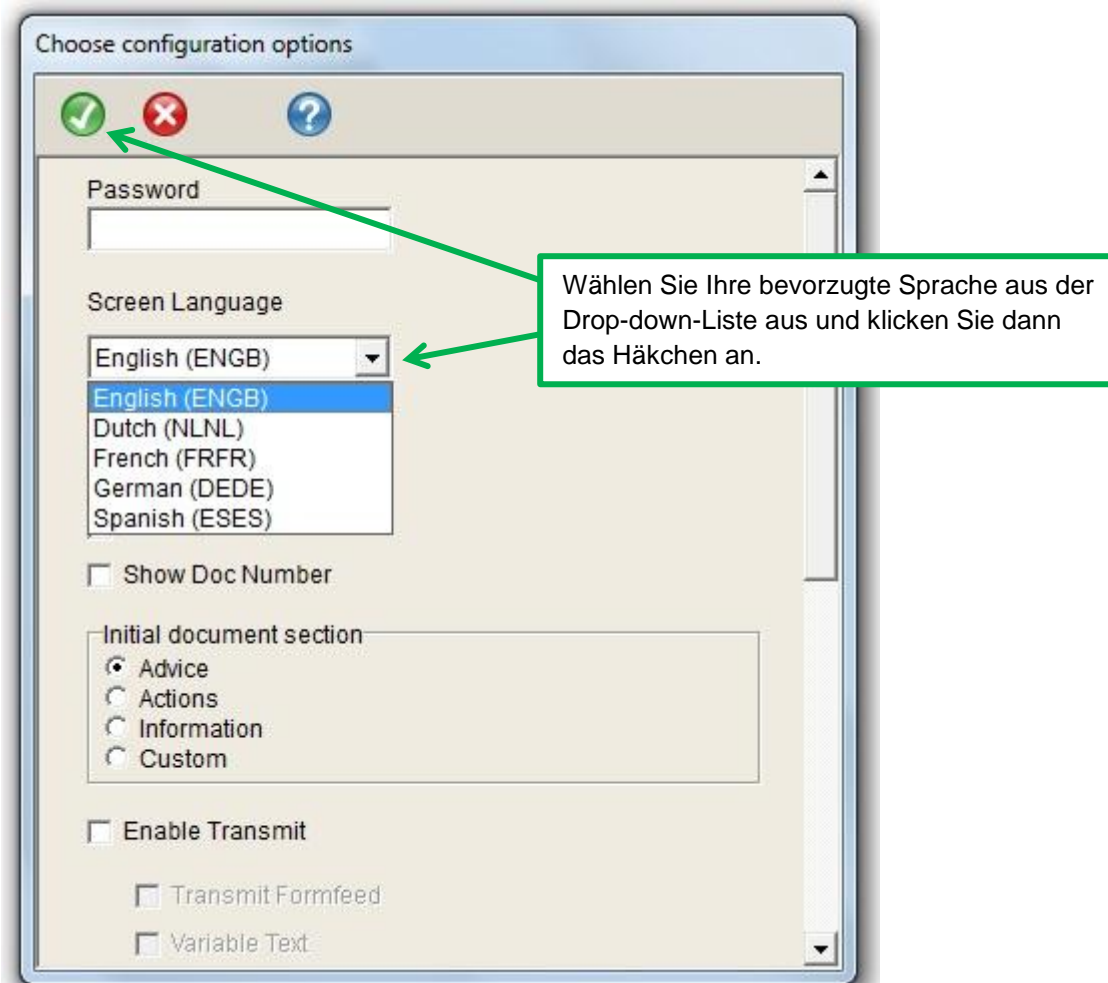 Choose configuration options
Password
Wählen Sie Ihre bevorzugte Sprache aus der
Drop-down-Liste aus und klicken Sie dann
das Häkchen an.
Screen Language
English (ENGB)
English (ENGB)
Dutch (NLNL)
French (FRFR)
German (DEDE)
Spanish (ESES)
Show Doc Number
Initial document section
Advice
Actions
Information
Custom
Enable Transmit
Transmit Formfeed
Variable Text